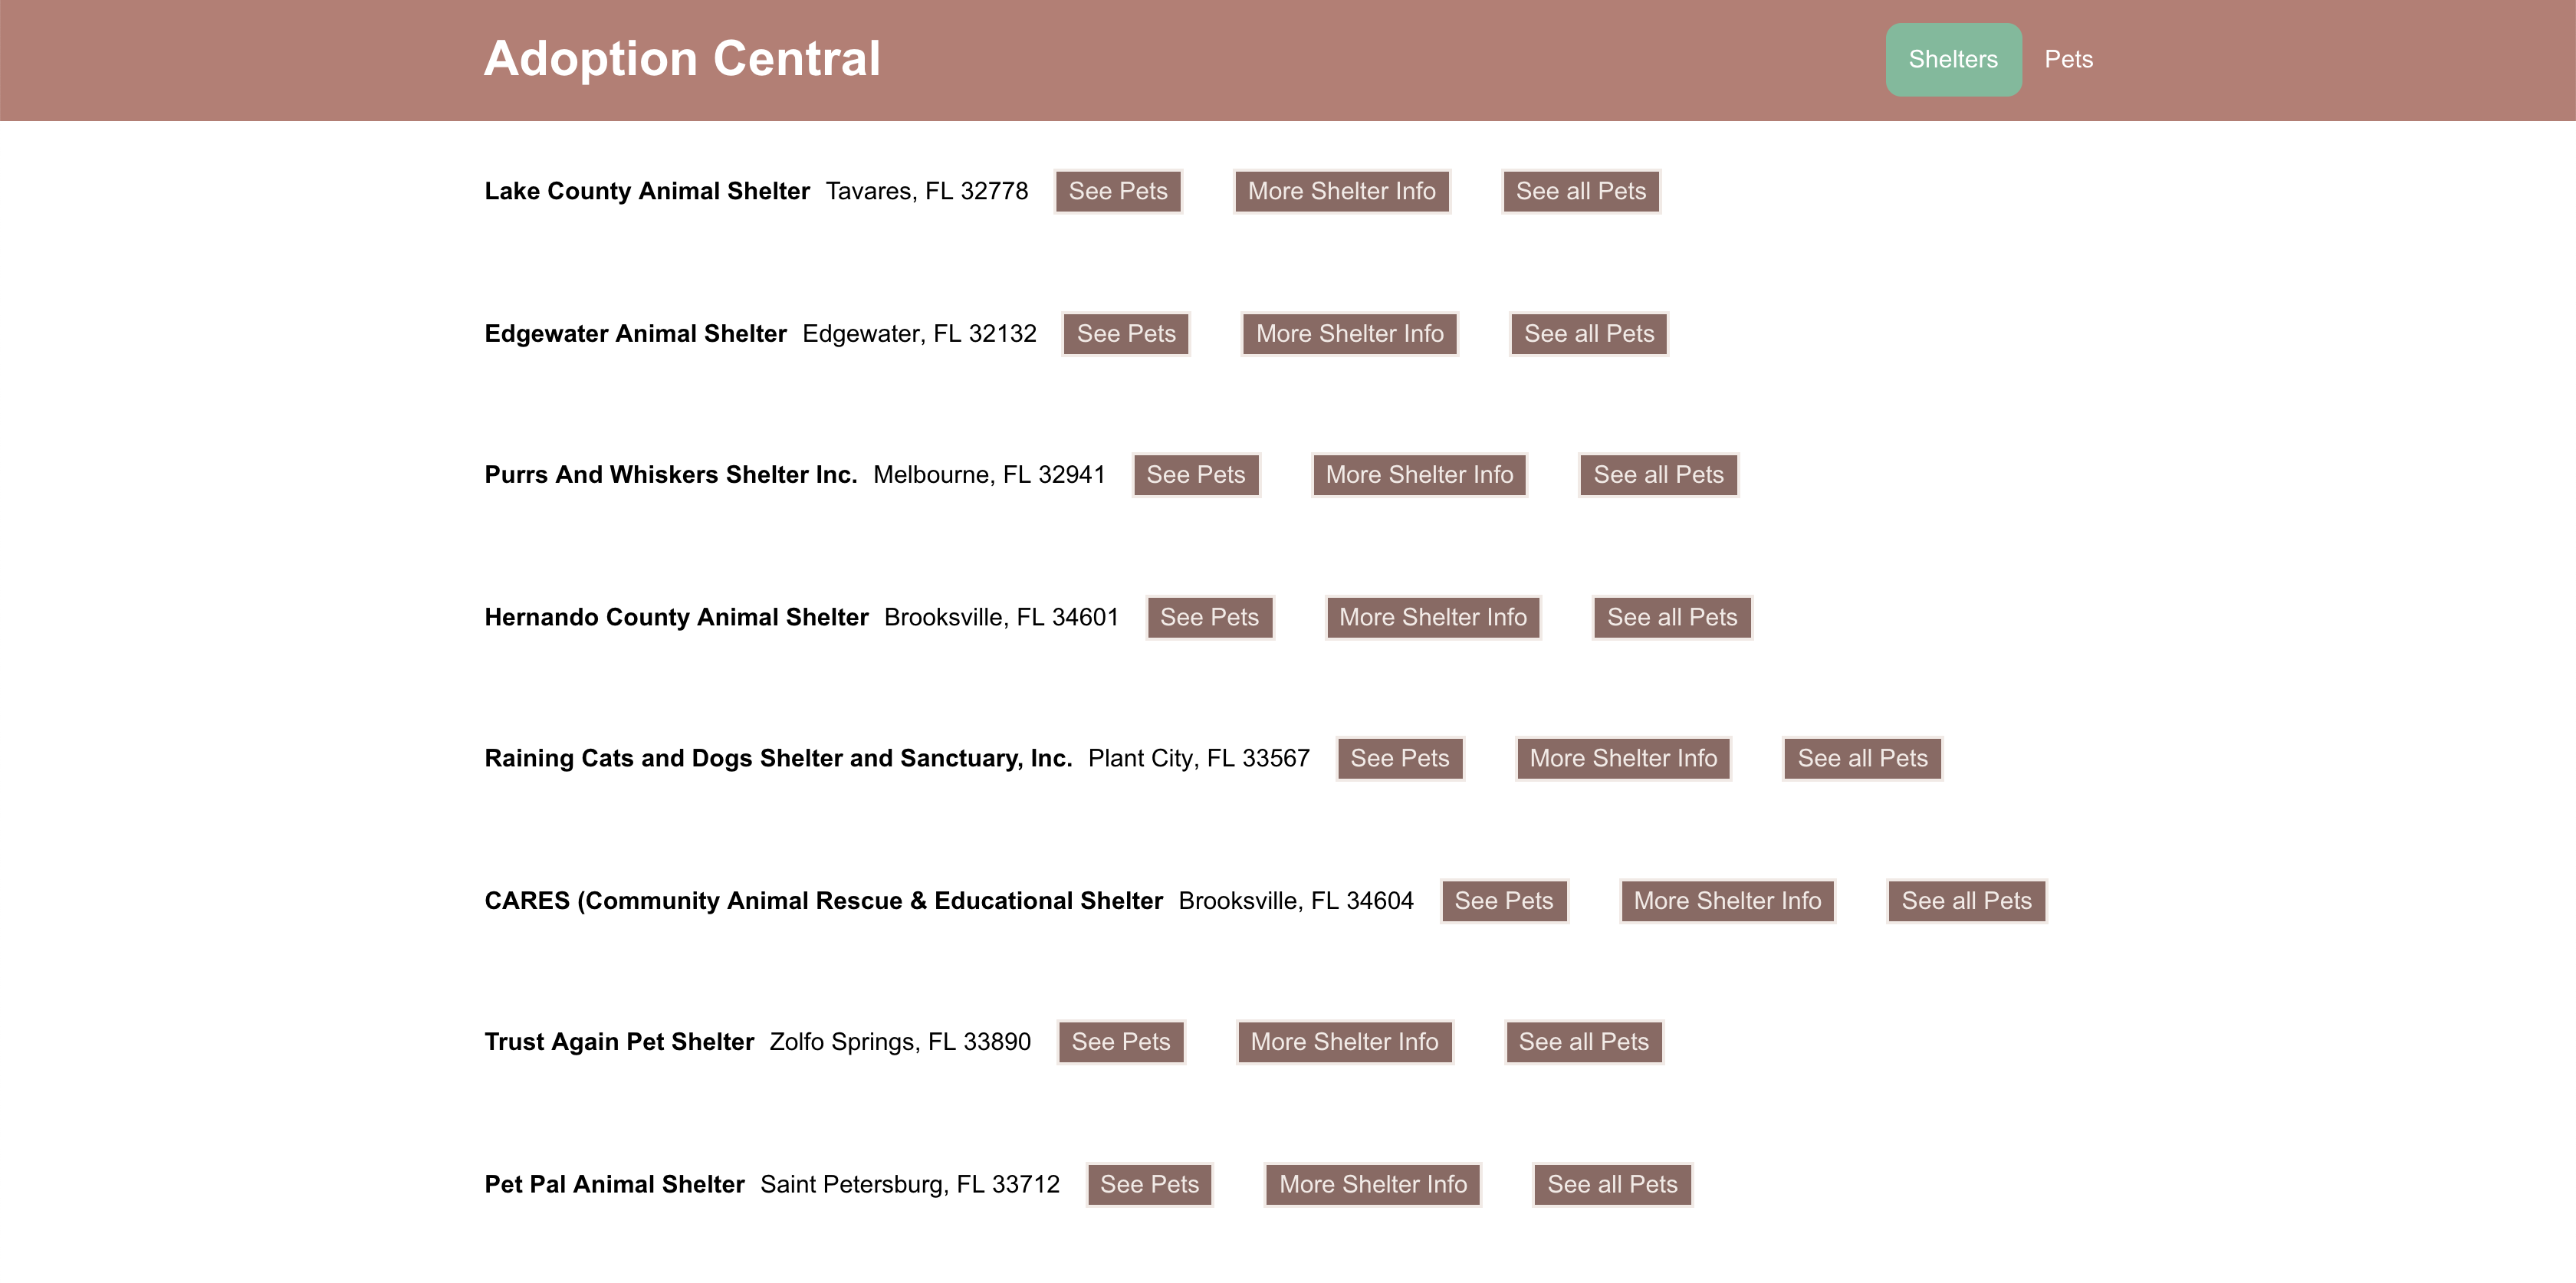 Adoption Central Shelters Pets
Lake County Animal Shelter Tavares, FL 32778 See Pets More Shelter Info See all Pets
Edgewater Animal Shelter Edgewater, FL 32132 See Pets More Shelter Info See all Pets
Purrs And Whiskers Shelter Inc. Melbourne, FL 32941 See Pets More Shelter Info See all Pets
Hernando County Animal Shelter Brooksville, FL 34601 See Pets More Shelter Info See all Pets
Raining Cats and Dogs Shelter and Sanctuary, Inc. Plant City, FL 33567 See Pets More Shelter Info See all Pets
CARES (Community Animal Rescue & Educational Shelter Brooksville, FL 34604 See Pets More Shelter Info See all Pets
Trust Again Pet Shelter Zolfo Springs, FL 33890 See Pets More Shelter Info See all Pets
Pet Pal Animal Shelter Saint Petersburg, FL 33712 See Pets More Shelter Info See all Pets